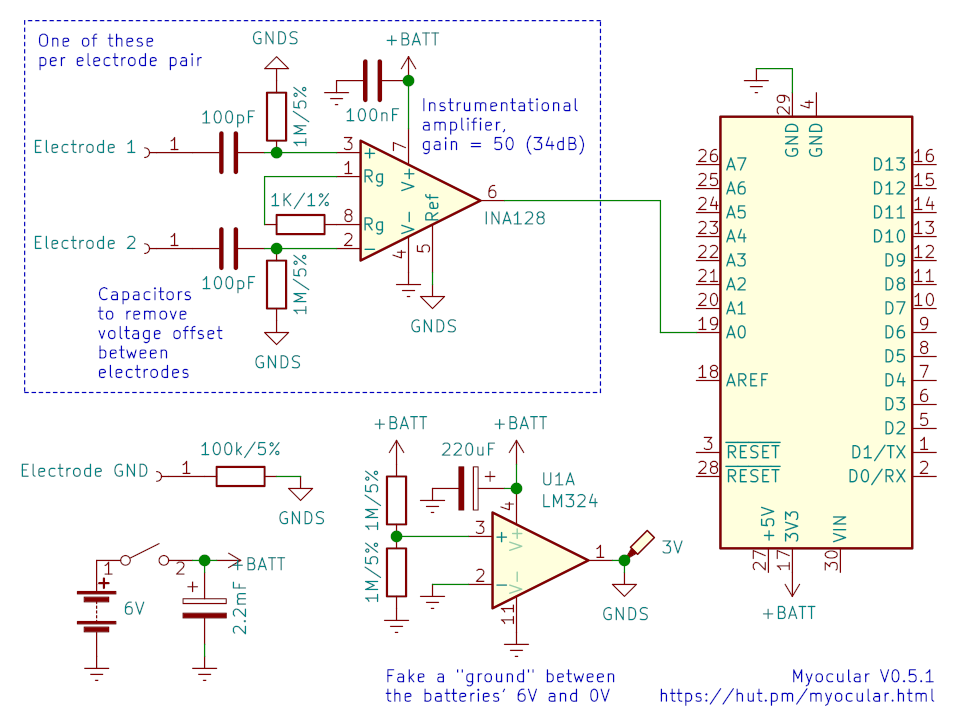 One of these
per electrode pair
GNDS
+BATT
100pF
1M/5%
100nF
Instrumentational
amplifier,
gain = 50 (34dB)
Electrode 1
1
3
+
7
V+
1
Rg
1K/1%
8
Rg
Ref
6
INA128
Electrode 2
1
2
-
V-
4
5
100pF
1M/5%
GNDS
GNDS
Capacitors
to remove
voltage offset
between
electrodes
29
4
GND
GND
26
A7
D13
16
25
A6
D12
15
24
A5
D11
14
23
A4
D10
13
22
A3
D9
12
21
A2
D8
11
20
A1
D7
10
19
A0
D6
9
D5
8
18
AREF
D4
7
D3
6
D2
5
3
RESET
D1/TX
1
28
RESET
D0/RX
2
+5V
3V3
VIN
27
17
30
+BATT
Electrode GND
1
100k/5%
GNDS
+BATT
1M/5%
1M/5%
220uF
+
+BATT
U1A
LM324
4
3
+
V+
2
-
V-
11
1
3V
GNDS
1
2
+BATT
+
6V
+
2.2mF
Fake a "ground" between
the batteries' 6V and 0V
Myocular V0.5.1
https://hut.pm/myocular.html